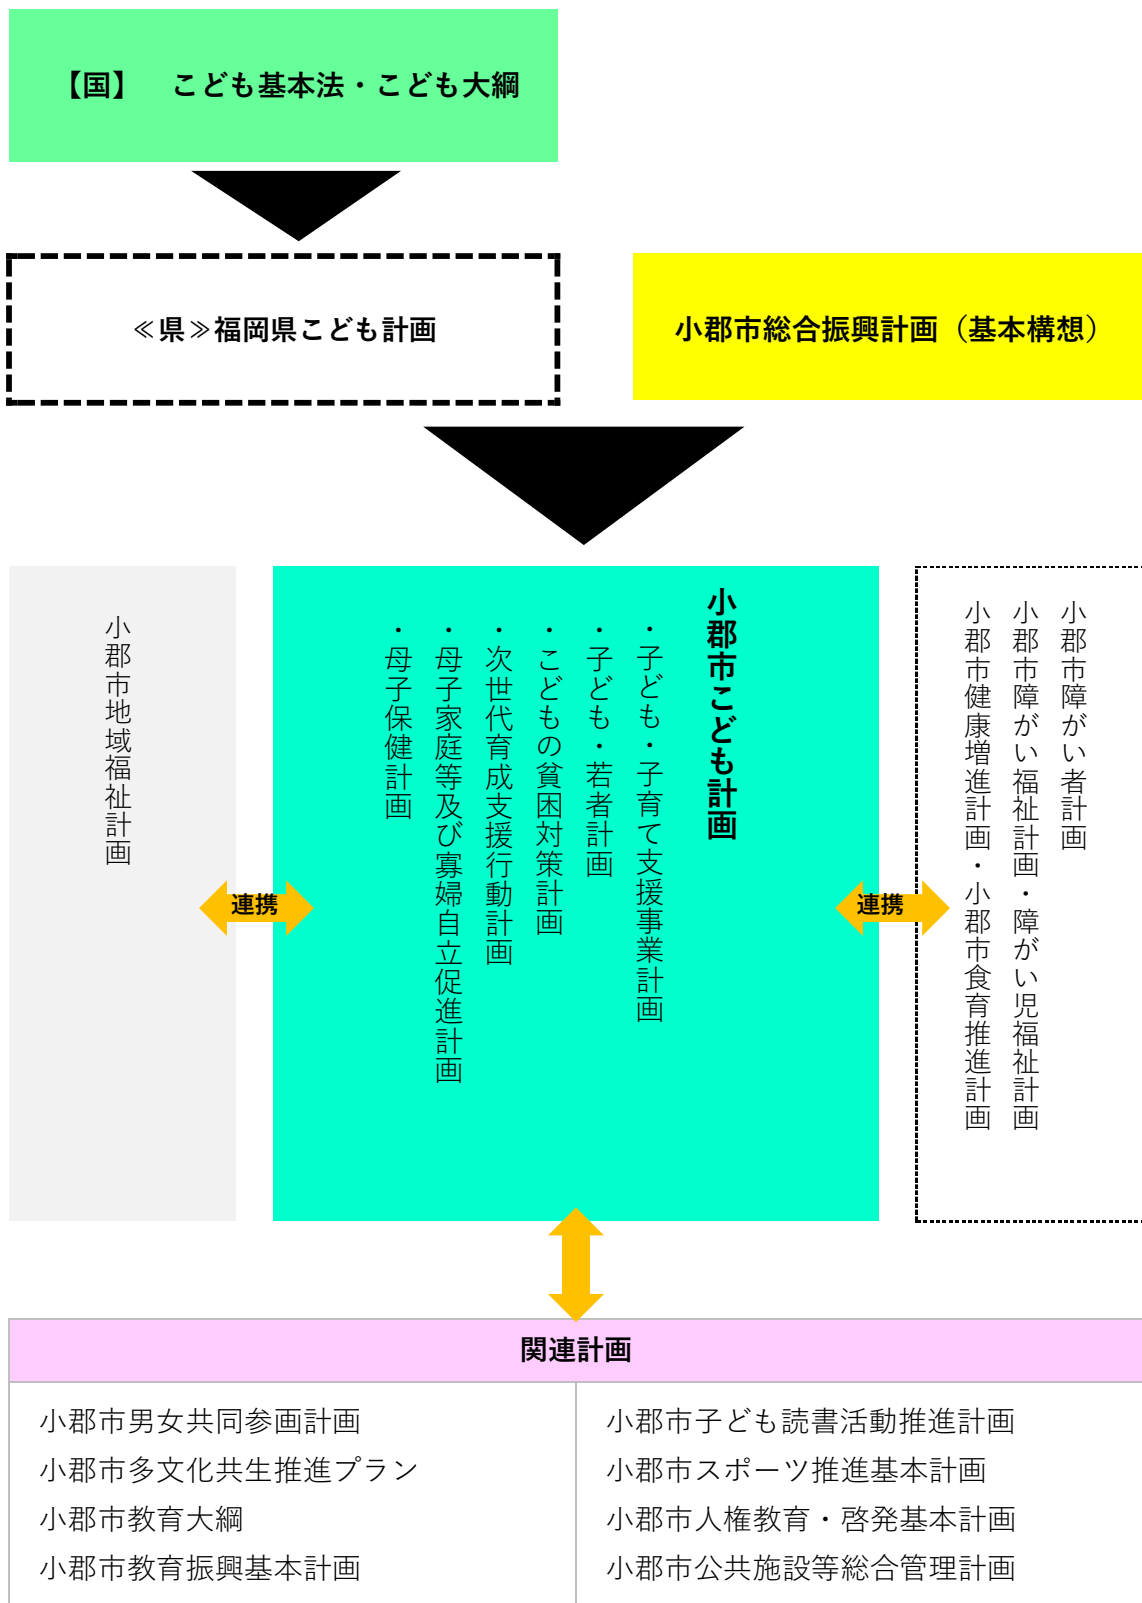 【国】　こども基本法・こども大綱
≪県≫福岡県こども計画
小郡市総合振興計画（基本構想）
小郡市地域福祉計画
連携
小郡市こども計画
・子ども・子育て支援事業計画
・子ども・若者計画
・こどもの貧困対策計画
・次世代育成支援行動計画
・母子家庭等及び寡婦自立促進計画
・母子保健計画
連携
小郡市障がい者計画
小郡市障がい福祉計画・障がい児福祉計画
小郡市健康増進計画・小郡市食育推進計画
関連計画
小郡市男女共同参画計画
小郡市多文化共生推進プラン
小郡市教育大綱
小郡市教育振興基本計画
小郡市子ども読書活動推進計画
小郡市スポーツ推進基本計画
小郡市人権教育・啓発基本計画
小郡市公共施設等総合管理計画